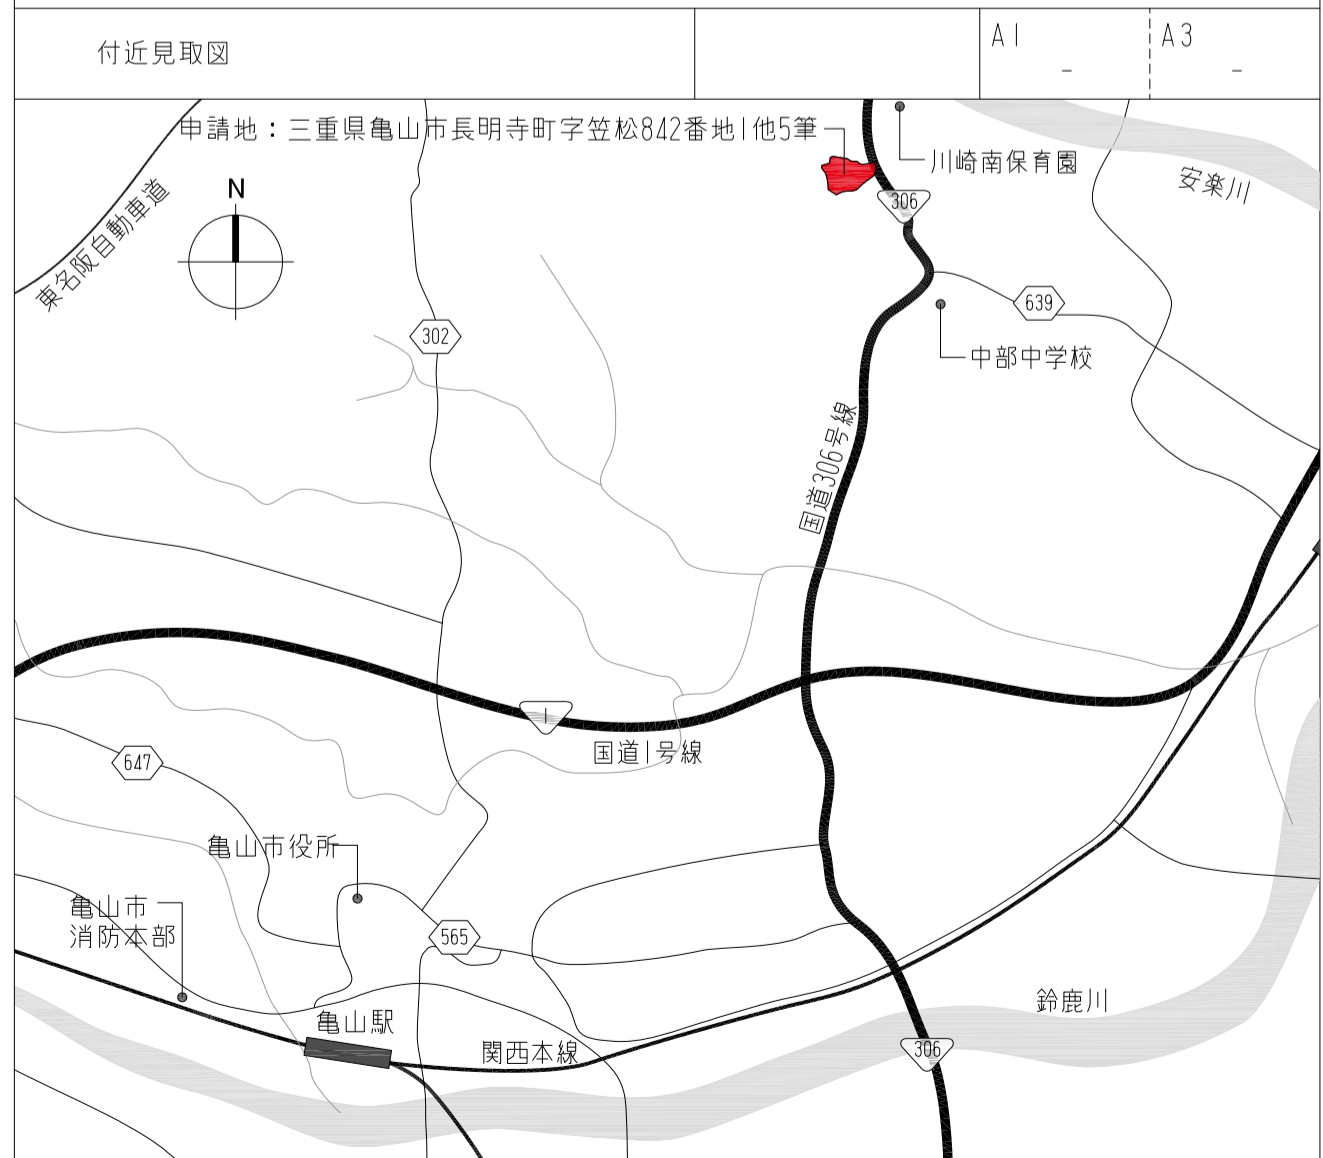 付近見取図
A1
-
A3
-
申請地：三重県亀山市長明寺町字笠松842番地1他5筆
川崎南保育園
安楽川
東名阪自動車道
N
306
302
639
中部中学校
国道306号線
1
国道1号線
647
亀山市役所
亀山市
消防本部
565
鈴鹿川
亀山駅
関西本線
306